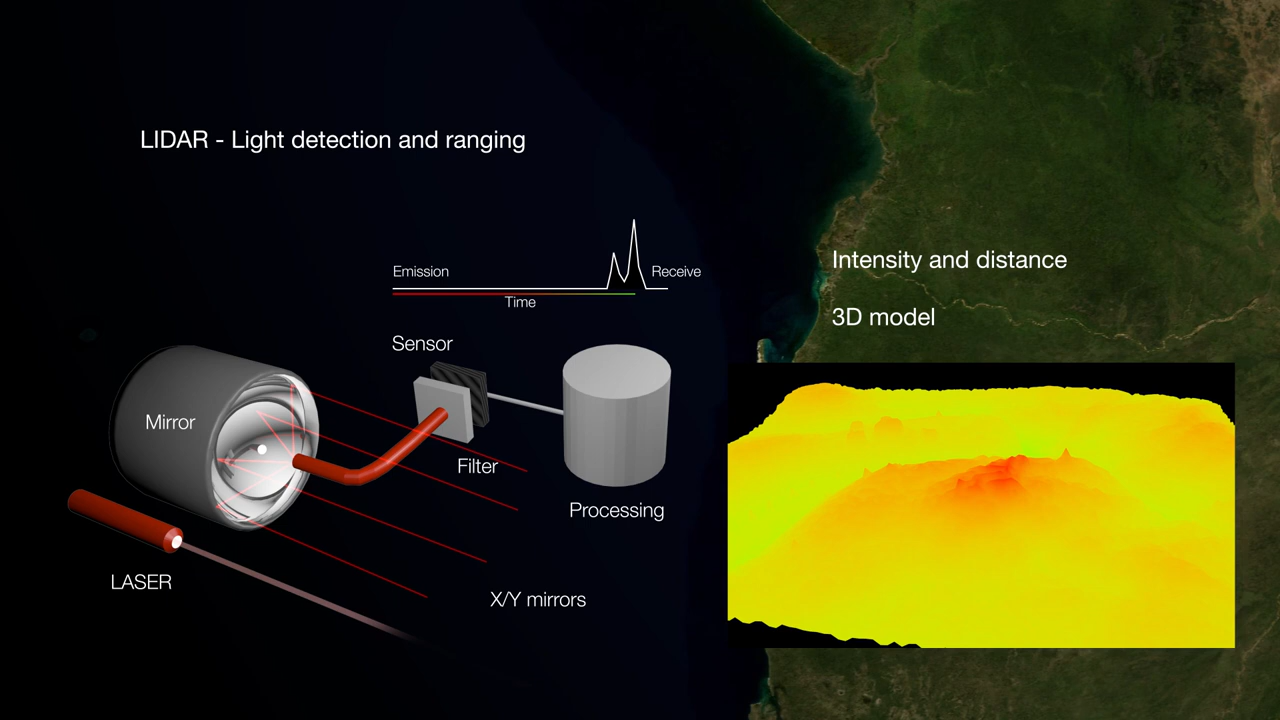 LIDAR - Light detection and ranging
Emission
Receive
Time
Sensor
Mirror
Filter
Processing
LASER
X/Y mirrors
Intensity and distance
3D model